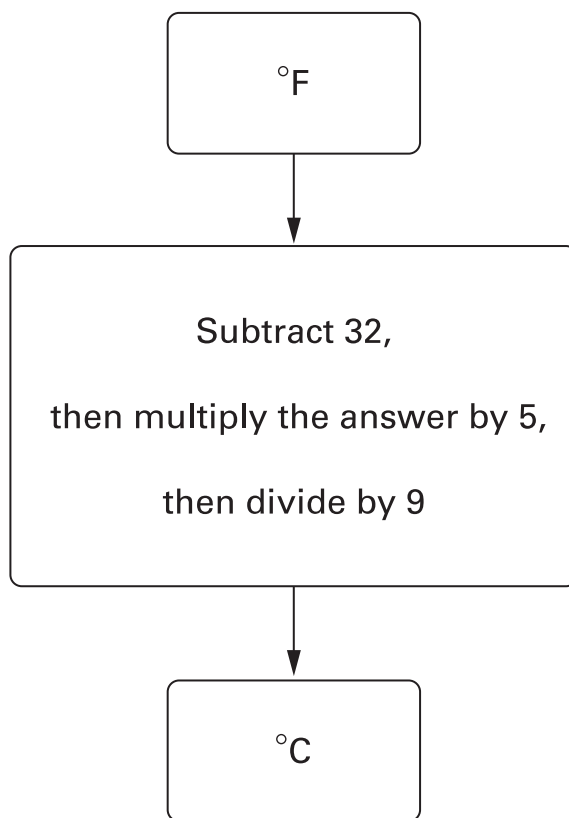 °F
Subtract 32,
then multiply the answer by 5,
then divide by 9
°C